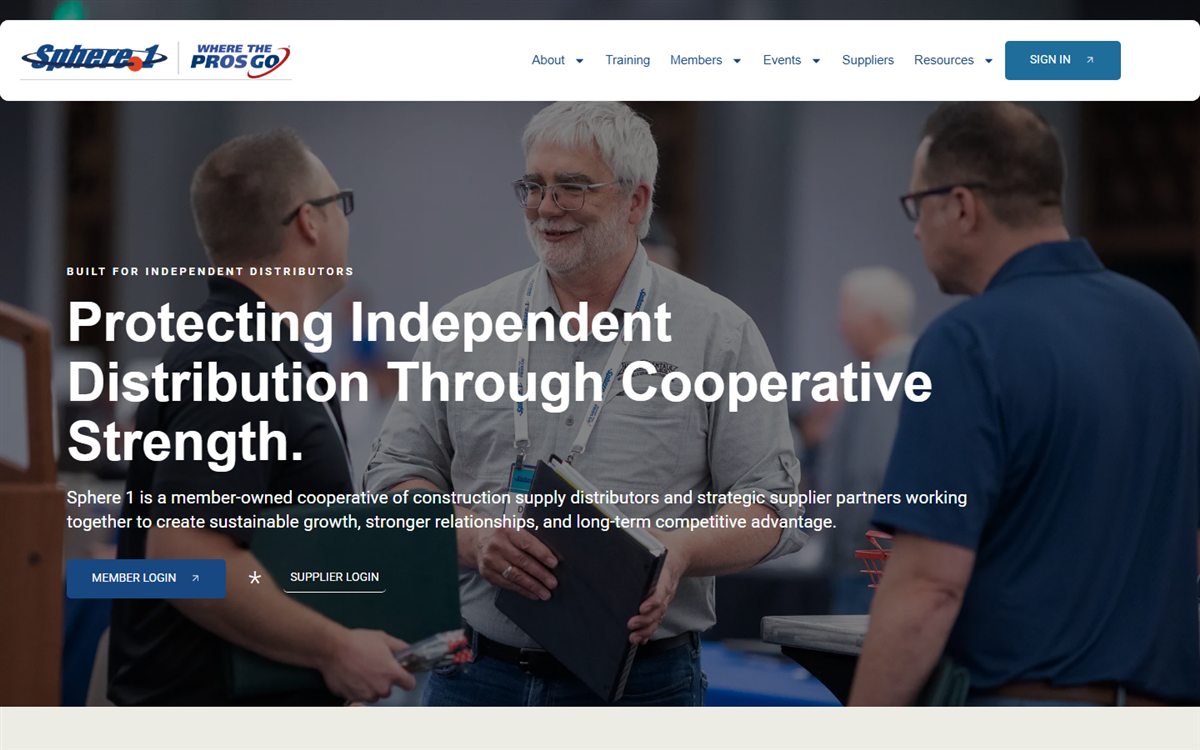 Sphere 1
WHERE THE
PROS GO
About
Training
Members
Events
Suppliers
Resources
SIGN IN
BUILT FOR INDEPENDENT DISTRIBUTORS
Protecting Independent
Distribution Through Cooperative
Strength.
Sphere 1 is a member-owned cooperative of construction supply distributors and strategic supplier partners working
together to create sustainable growth, stronger relationships, and long-term competitive advantage.
MEMBER LOGIN
*
SUPPLIER LOGIN